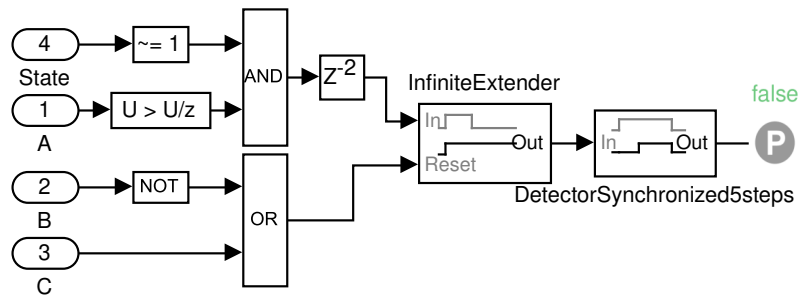 4
~= 1
State
1
U > U/z
A
AND
Z-2
2
NOT
B
3
C
OR
InfiniteExtender
In
Out
Reset
In
Out
DetectorSynchronized5steps
false
P